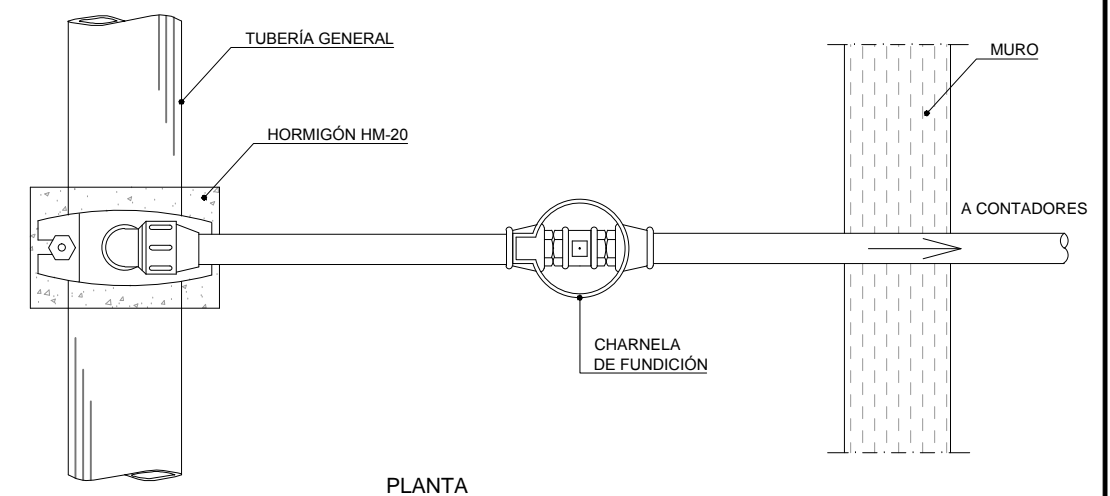 TUBERÍA GENERAL
MURO
HORMIGÓN HM-20
A CONTADORES
CHARNELA
DE FUNDICIÓN
PLANTA